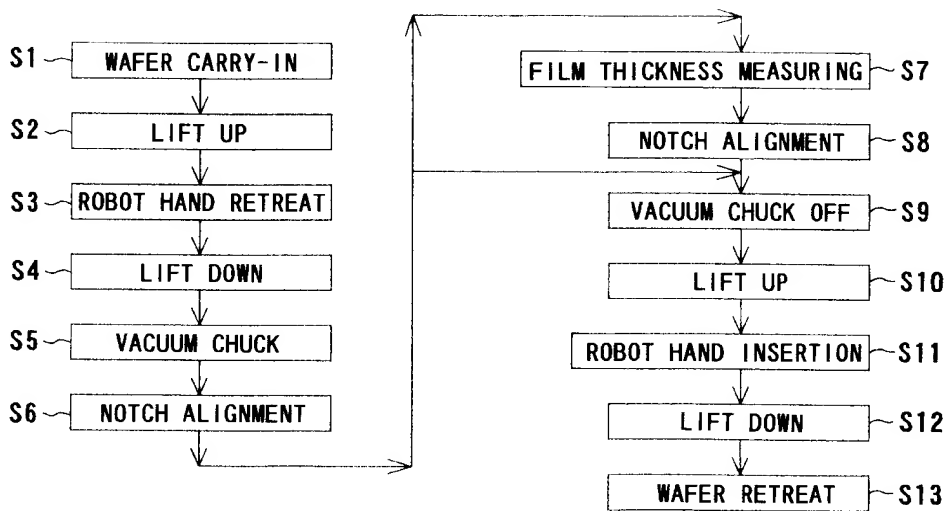 S1 WAFER CARRY-IN
S2 LIFT UP
S3 ROBOT HAND RETREAT
S4 LIFT DOWN
S5 VACUUM CHUCK
S6 NOTCH ALIGNMENT
FILM THICKNESS MEASURING S7
NOTCH ALIGNMENT S8
VACUUM CHUCK OFF S9
LIFT UP S10
ROBOT HAND INSERTION S11
LIFT DOWN S12
WAFER RETREAT S13